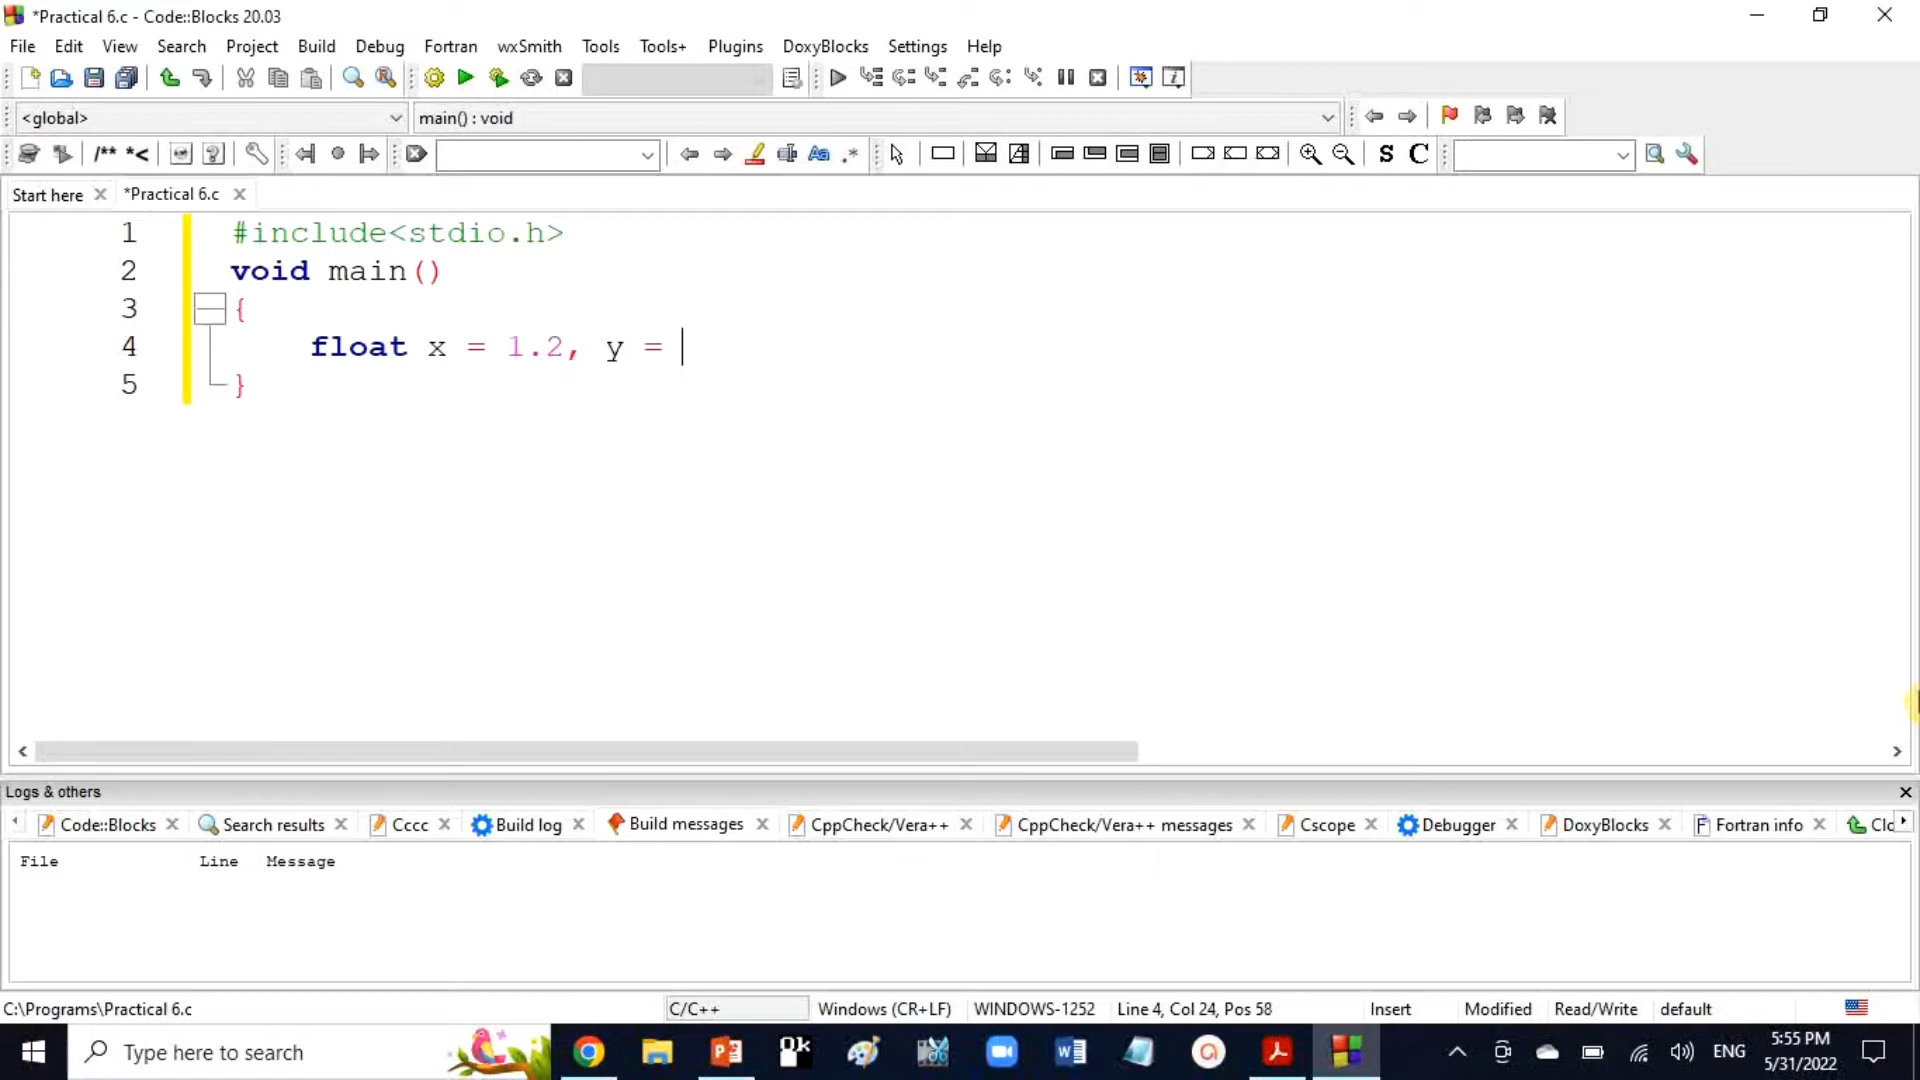 *Practical 6.c - Code::Blocks 20.03
File Edit View Search Project Build Debug Fortran wxSmith Tools Tools+ Plugins DoxyBlocks Settings Help
<global> main() : void
/** *< .* S C
Start here *Practical 6.c
1 #include<stdio.h>
2 void main()
3 {
4 float x = 1.2, y =
5 }
Logs & others
Code::Blocks Search results Cccc Build log Build messages CppCheck/Vera++ CppCheck/Vera++ messages Cscope Debugger DoxyBlocks Fortran info Clo
File Line Message
C:\Programs\Practical 6.c C/C++ Windows (CR+LF) WINDOWS-1252 Line 4, Col 24, Pos 58 Insert Modified Read/Write default
Type here to search ENG 5:55 PM
5/31/2022